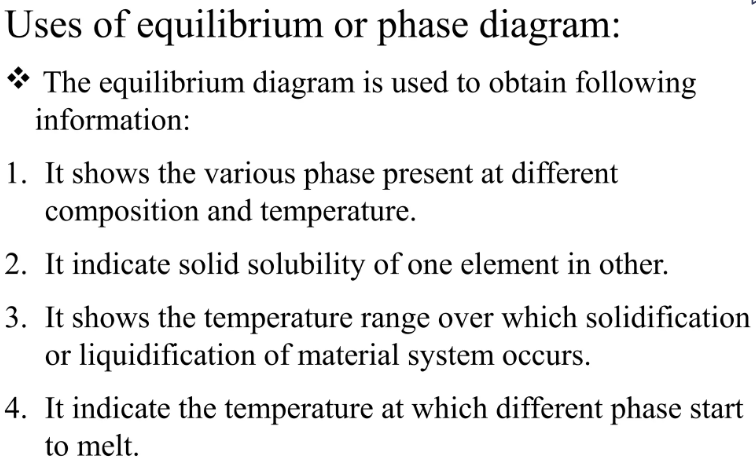 Uses of equilibrium or phase diagram:
❖ The equilibrium diagram is used to obtain following
information:
1. It shows the various phase present at different
composition and temperature.
2. It indicate solid solubility of one element in other.
3. It shows the temperature range over which solidification
or liquidification of material system occurs.
4. It indicate the temperature at which different phase start
to melt.